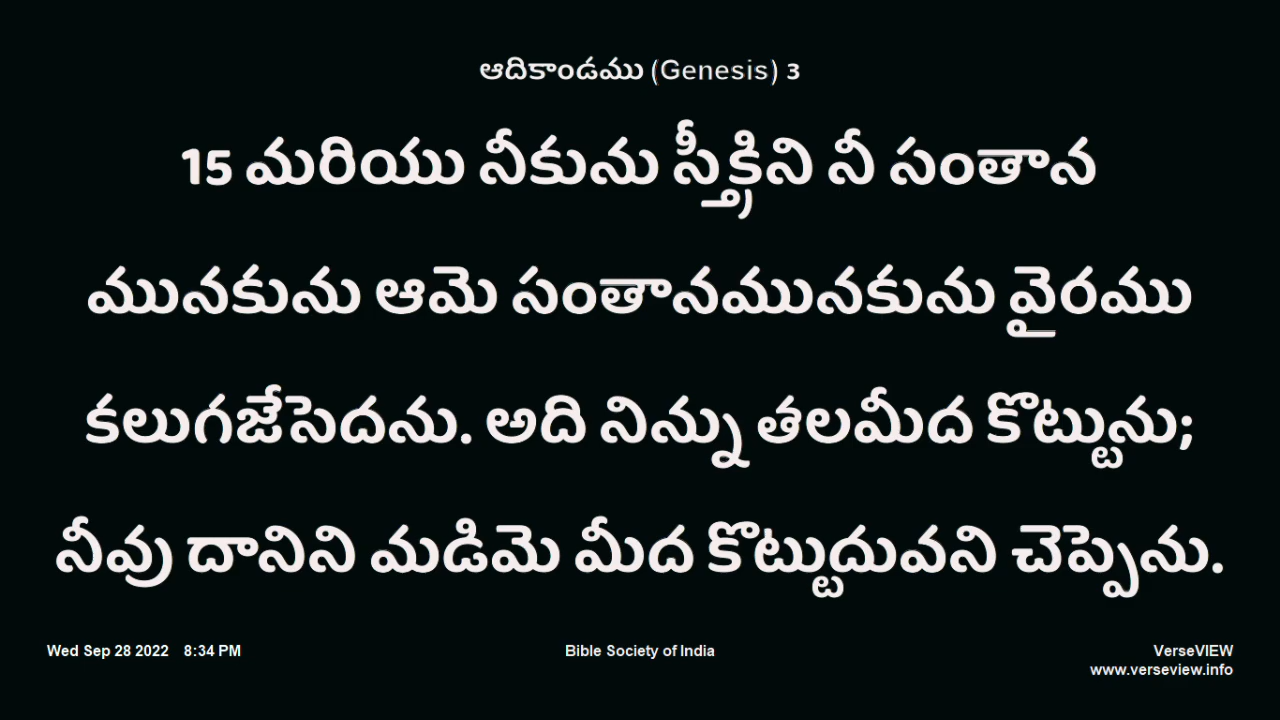 ఆదికాండము (Genesis) 3
15 మరియు నీకును స్త్రీకిని నీ సంతాన
మునకును ఆమె సంతానమునకును వైరము
కలుగజేసెదను. అది నిన్ను తలమీద కొట్టును;
నీవు దానిని మడిమె మీద కొట్టుదువని చెప్పెను.
Wed Sep 28 2022 8:34 PM
Bible Society of India
VerseVIEW
www.verseview.info